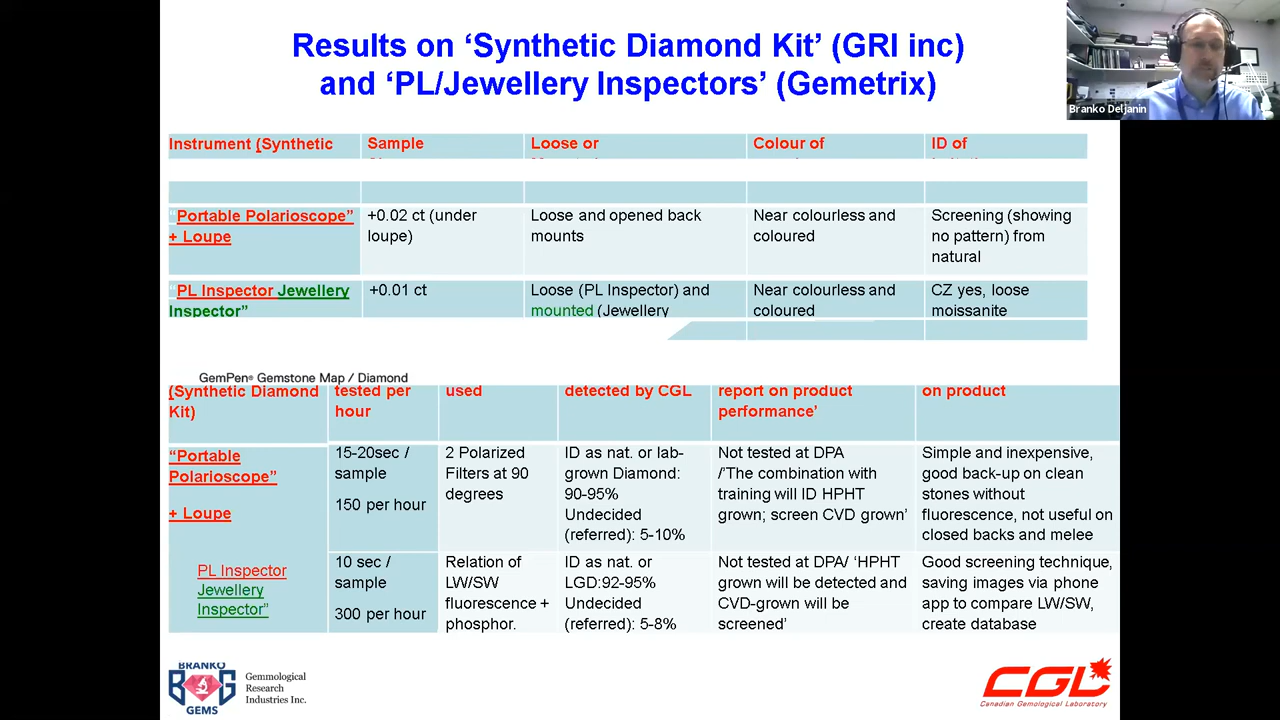 Results on ‘Synthetic Diamond Kit’ (GRI inc)
and ‘PL/Jewellery Inspectors’ (Gemetrix)
Branko Deljanin
Instrument (Synthetic
Sample
Loose or
Colour of
ID of
“Portable Polarioscope”
+ Loupe
+0.02 ct (under
loupe)
Loose and opened back
mounts
Near colourless and
coloured
Screening (showing
no pattern) from
natural
“PL Inspector Jewellery
Inspector”
+0.01 ct
Loose (PL Inspector) and
mounted (Jewellery
Near colourless and
coloured
CZ yes, loose
moissanite
GemPen® Gemstone Map / Diamond
(Synthetic Diamond
Kit)
tested per
hour
used
detected by CGL
report on product
performance’
on product
“Portable
Polarioscope”
+ Loupe
15-20sec /
sample
150 per hour
2 Polarized
Filters at 90
degrees
ID as nat. or lab-
grown Diamond:
90-95%
Undecided
(referred): 5-10%
Not tested at DPA
/’The combination with
training will ID HPHT
grown; screen CVD grown’
Simple and inexpensive,
good back-up on clean
stones without
fluorescence, not useful on
closed backs and melee
PL Inspector
Jewellery
Inspector”
10 sec /
sample
300 per hour
Relation of
LW/SW
fluorescence +
phosphor.
ID as nat. or
LGD:92-95%
Undecided
(referred): 5-8%
Not tested at DPA/ ‘HPHT
grown will be detected and
CVD-grown will be
screened’
Good screening technique,
saving images via phone
app to compare LW/SW,
create database
BRANKO
BG
GEMS
Gemmological
Research
Industries Inc.
CGL
Canadian Gemological Laboratory